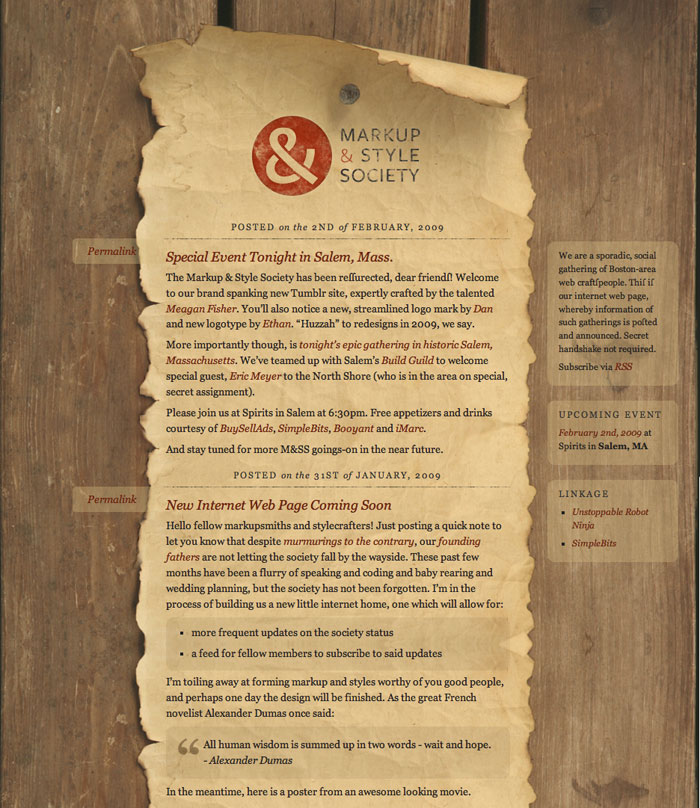 MARKUP
& STYLE
SOCIETY
POSTED on the 2ND of FEBRUARY, 2009
Permalink
Special Event Tonight in Salem, Mass.
The Markup & Style Society has been reſſurected, dear friendſ! Welcome
to our brand spanking new Tumblr site, expertly crafted by the talented
Meagan Fisher. You'll also notice a new, streamlined logo mark by Dan
and new logotype by Ethan. “Huzzah” to redesigns in 2009, we say.
More importantly though, is tonight's epic gathering in historic Salem,
Massachusetts. We've teamed up with Salem's Build Guild to welcome
special guest, Eric Meyer to the North Shore (who is in the area on special,
secret assignment).
Please join us at Spirits in Salem at 6:30pm. Free appetizers and drinks
courtesy of BuySellAds, SimpleBits, Booyant and iMarc.
And stay tuned for more M&SS goings-on in the near future.
POSTED on the 31ST of JANUARY, 2009
Permalink
New Internet Web Page Coming Soon
Hello fellow markupsmiths and stylecrafters! Just posting a quick note to
let you know that despite murmurings to the contrary, our founding
fathers are not letting the society fall by the wayside. These past few
months have been a flurry of speaking and coding and baby rearing and
wedding planning, but the society has not been forgotten. I'm in the
process of building us a new little internet home, one which will allow for:
▪ more frequent updates on the society status
▪ a feed for fellow members to subscribe to said updates
I'm toiling away at forming markup and styles worthy of you good people,
and perhaps one day the design will be finished. As the great French
novelist Alexander Dumas once said:
“ All human wisdom is summed up in two words - wait and hope.
- Alexander Dumas
In the meantime, here is a poster from an awesome looking movie.
We are a sporadic, social
gathering of Boston-area
web craftſpeople. Thiſ iſ
our internet web page,
whereby information of
such gatherings is poſted
and announced. Secret
handshake not required.
Subscribe via RSS
UPCOMING EVENT
February 2nd, 2009 at
Spirits in Salem, MA
LINKAGE
▪ Unstoppable Robot
Ninja
▪ SimpleBits